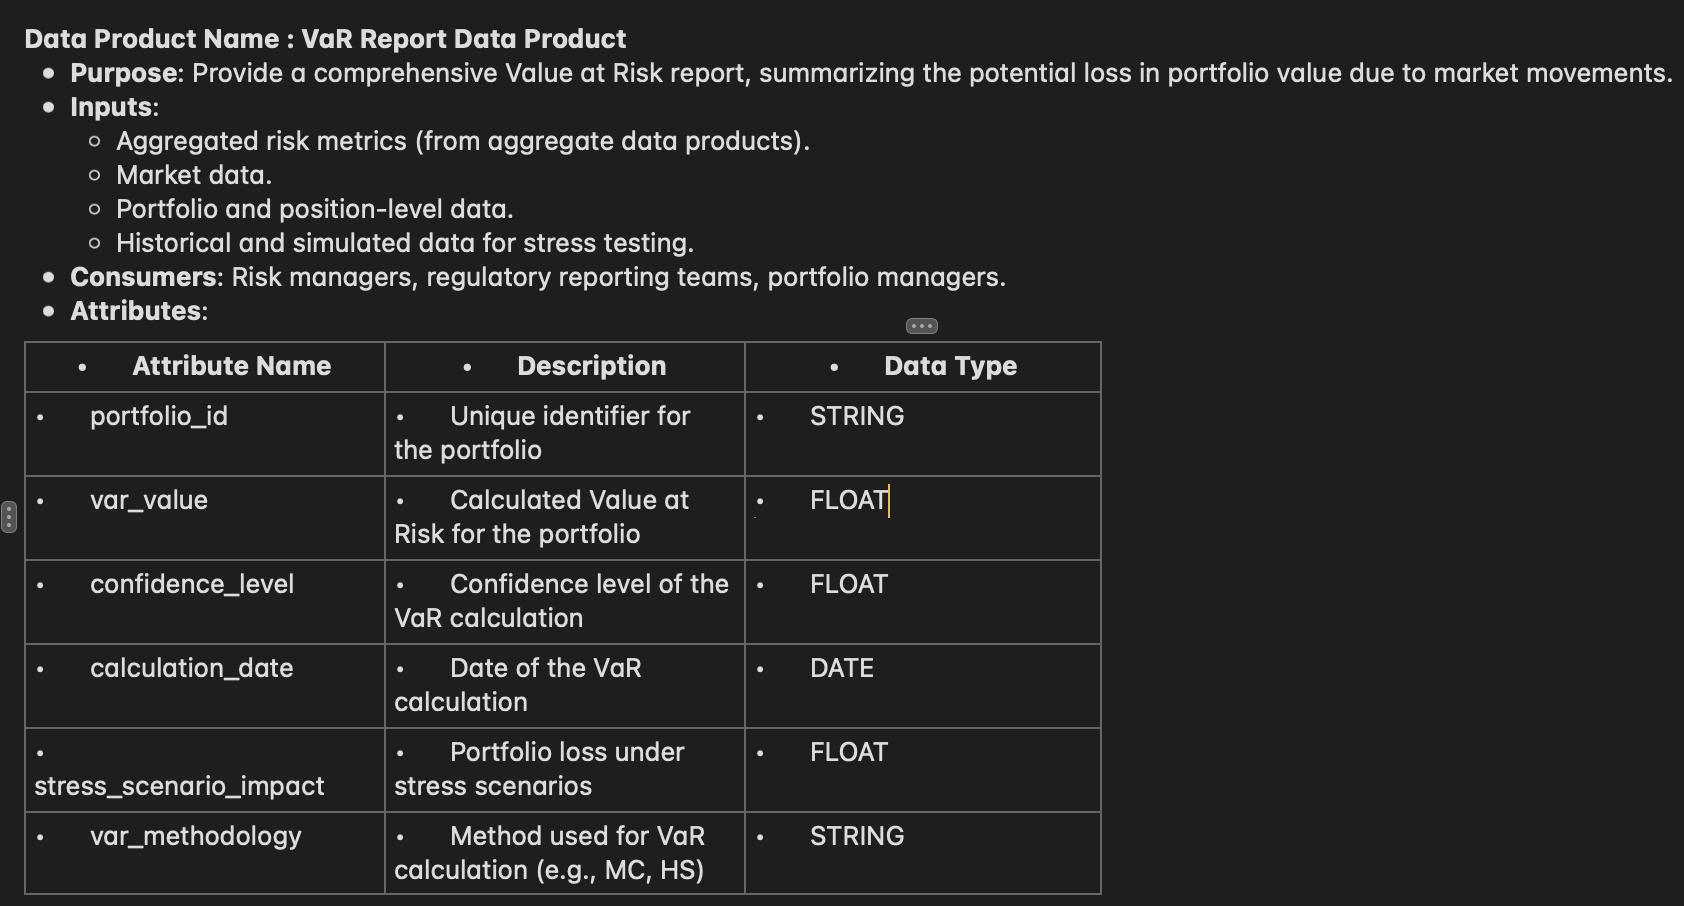 Data Product Name : VaR Report Data Product
• Purpose: Provide a comprehensive Value at Risk report, summarizing the potential loss in portfolio value due to market movements.
• Inputs:
○ Aggregated risk metrics (from aggregate data products).
○ Market data.
○ Portfolio and position-level data.
○ Historical and simulated data for stress testing.
• Consumers: Risk managers, regulatory reporting teams, portfolio managers.
• Attributes:
• Attribute Name • Description • Data Type
• portfolio_id • Unique identifier for • STRING
the portfolio
• var_value • Calculated Value at • FLOAT
Risk for the portfolio
• confidence_level • Confidence level of the • FLOAT
VaR calculation
• calculation_date • Date of the VaR • DATE
calculation
• • Portfolio loss under • FLOAT
stress_scenario_impact stress scenarios
• var_methodology • Method used for VaR • STRING
calculation (e.g., MC, HS)